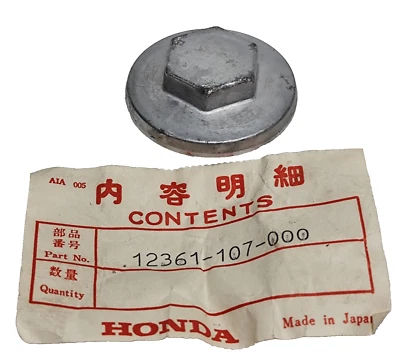 AIA 005
内容明細
CONTENTS
部品
番号
Part No.
12361-107-000
数量
Quantity
HONDA
Made in Japan